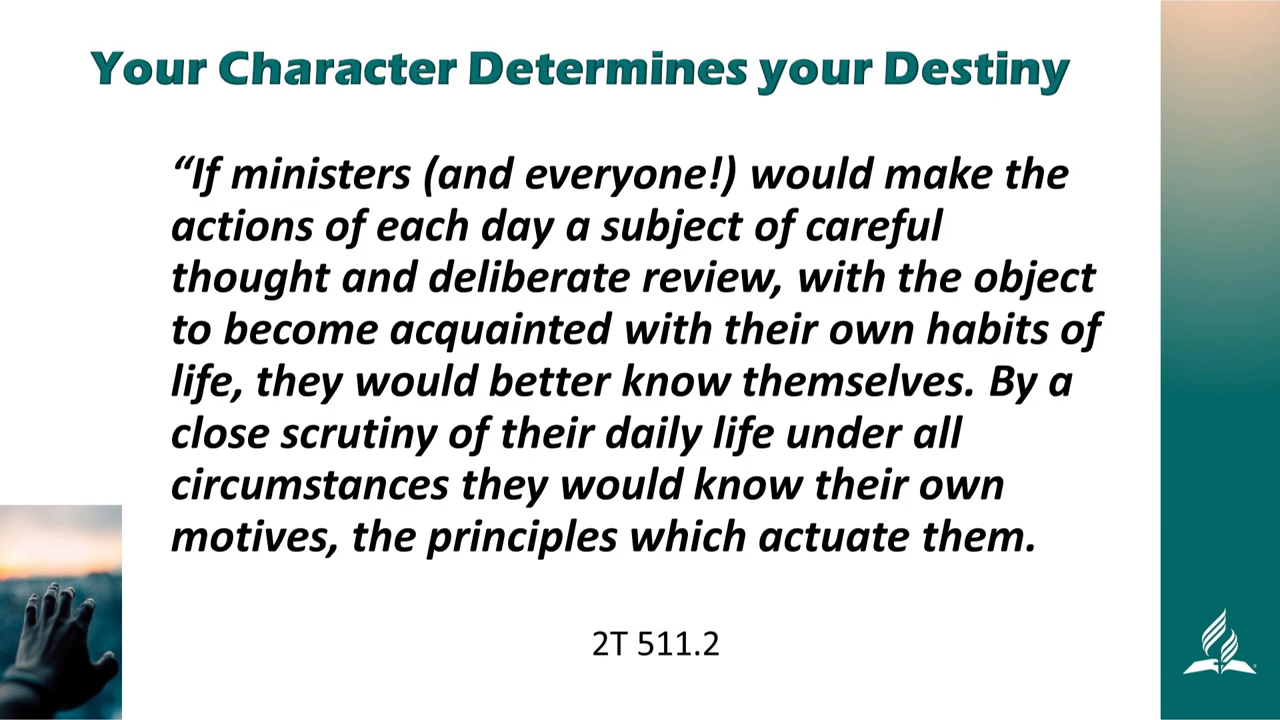 Your Character Determines your Destiny
“If ministers (and everyone!) would make the
actions of each day a subject of careful
thought and deliberate review, with the object
to become acquainted with their own habits of
life, they would better know themselves. By a
close scrutiny of their daily life under all
circumstances they would know their own
motives, the principles which actuate them.
2T 511.2